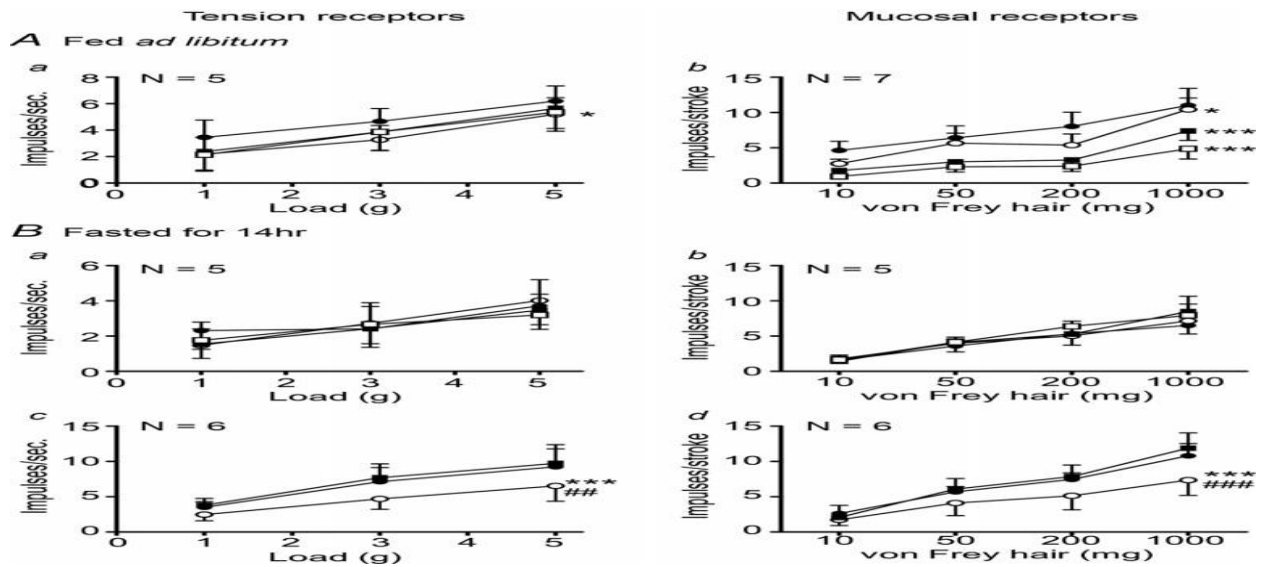 Tension receptors
Mucosal receptors
A Fed ad libitum
a
N = 5
Impulses/sec.
8
6
4
2
0
0 1 2 3 4 5
Load (g)
*
b
N = 7
Impulses/stroke
15
10
5
0
10 50 200 1000
von Frey hair (mg)
*
***
***
B Fasted for 14hr
a
N = 5
Impulses/sec.
6
4
2
0
0 1 2 3 4 5
Load (g)
b
N = 5
Impulses/stroke
15
10
5
0
10 50 200 1000
von Frey hair (mg)
c
N = 6
Impulses/sec.
15
10
5
0
0 1 2 3 4 5
Load (g)
***
##
d
N = 6
Impulses/stroke
15
10
5
0
10 50 200 1000
von Frey hair (mg)
***
###